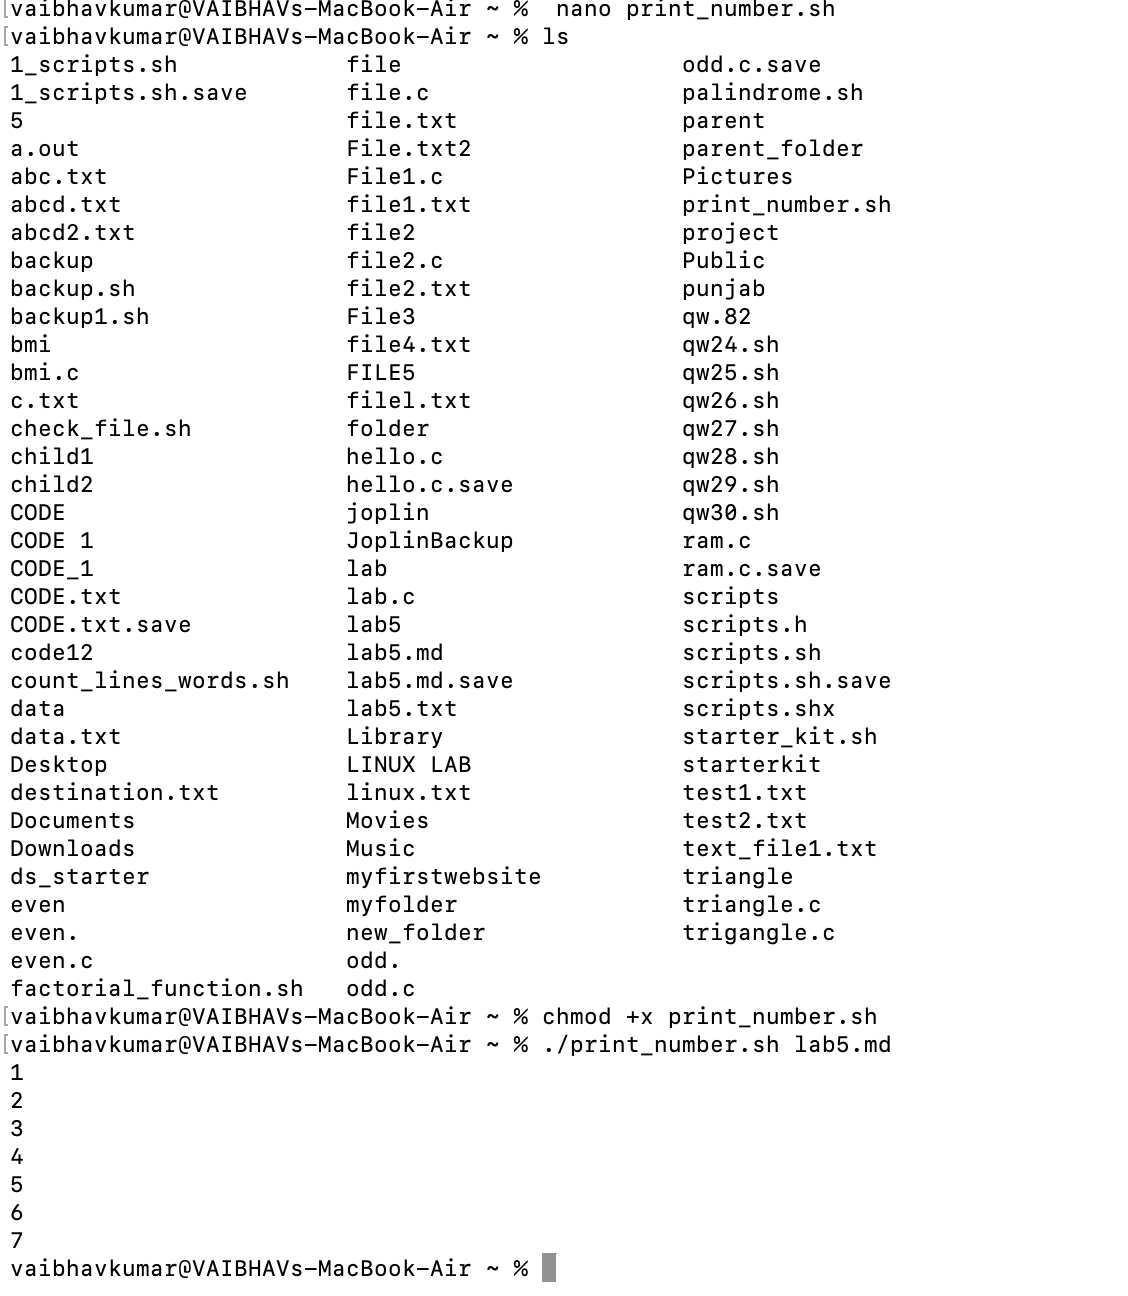 [vaibhavkumar@VAIBHAVs-MacBook-Air ~ %  nano print_number.sh
[vaibhavkumar@VAIBHAVs-MacBook-Air ~ % ls
1_scripts.sh            file                    odd.c.save
1_scripts.sh.save       file.c                  palindrome.sh
5                       file.txt                parent
a.out                   File.txt2               parent_folder
abc.txt                 File1.c                 Pictures
abcd.txt                file1.txt               print_number.sh
abcd2.txt               file2                   project
backup                  file2.c                 Public
backup.sh               file2.txt               punjab
backup1.sh              File3                   qw.82
bmi                     file4.txt               qw24.sh
bmi.c                   FILE5                   qw25.sh
c.txt                   filel.txt               qw26.sh
check_file.sh           folder                  qw27.sh
child1                  hello.c                 qw28.sh
child2                  hello.c.save            qw29.sh
CODE                    joplin                  qw30.sh
CODE 1                  JoplinBackup            ram.c
CODE_1                  lab                     ram.c.save
CODE.txt                lab.c                   scripts
CODE.txt.save           lab5                    scripts.h
code12                  lab5.md                 scripts.sh
count_lines_words.sh    lab5.md.save            scripts.sh.save
data                    lab5.txt                scripts.shx
data.txt                Library                 starter_kit.sh
Desktop                 LINUX LAB               starterkit
destination.txt         linux.txt               test1.txt
Documents               Movies                  test2.txt
Downloads               Music                   text_file1.txt
ds_starter              myfirstwebsite          triangle
even                    myfolder                triangle.c
even.                   new_folder              trigangle.c
even.c                  odd.
factorial_function.sh   odd.c
[vaibhavkumar@VAIBHAVs-MacBook-Air ~ % chmod +x print_number.sh
[vaibhavkumar@VAIBHAVs-MacBook-Air ~ % ./print_number.sh lab5.md
1
2
3
4
5
6
7
vaibhavkumar@VAIBHAVs-MacBook-Air ~ %